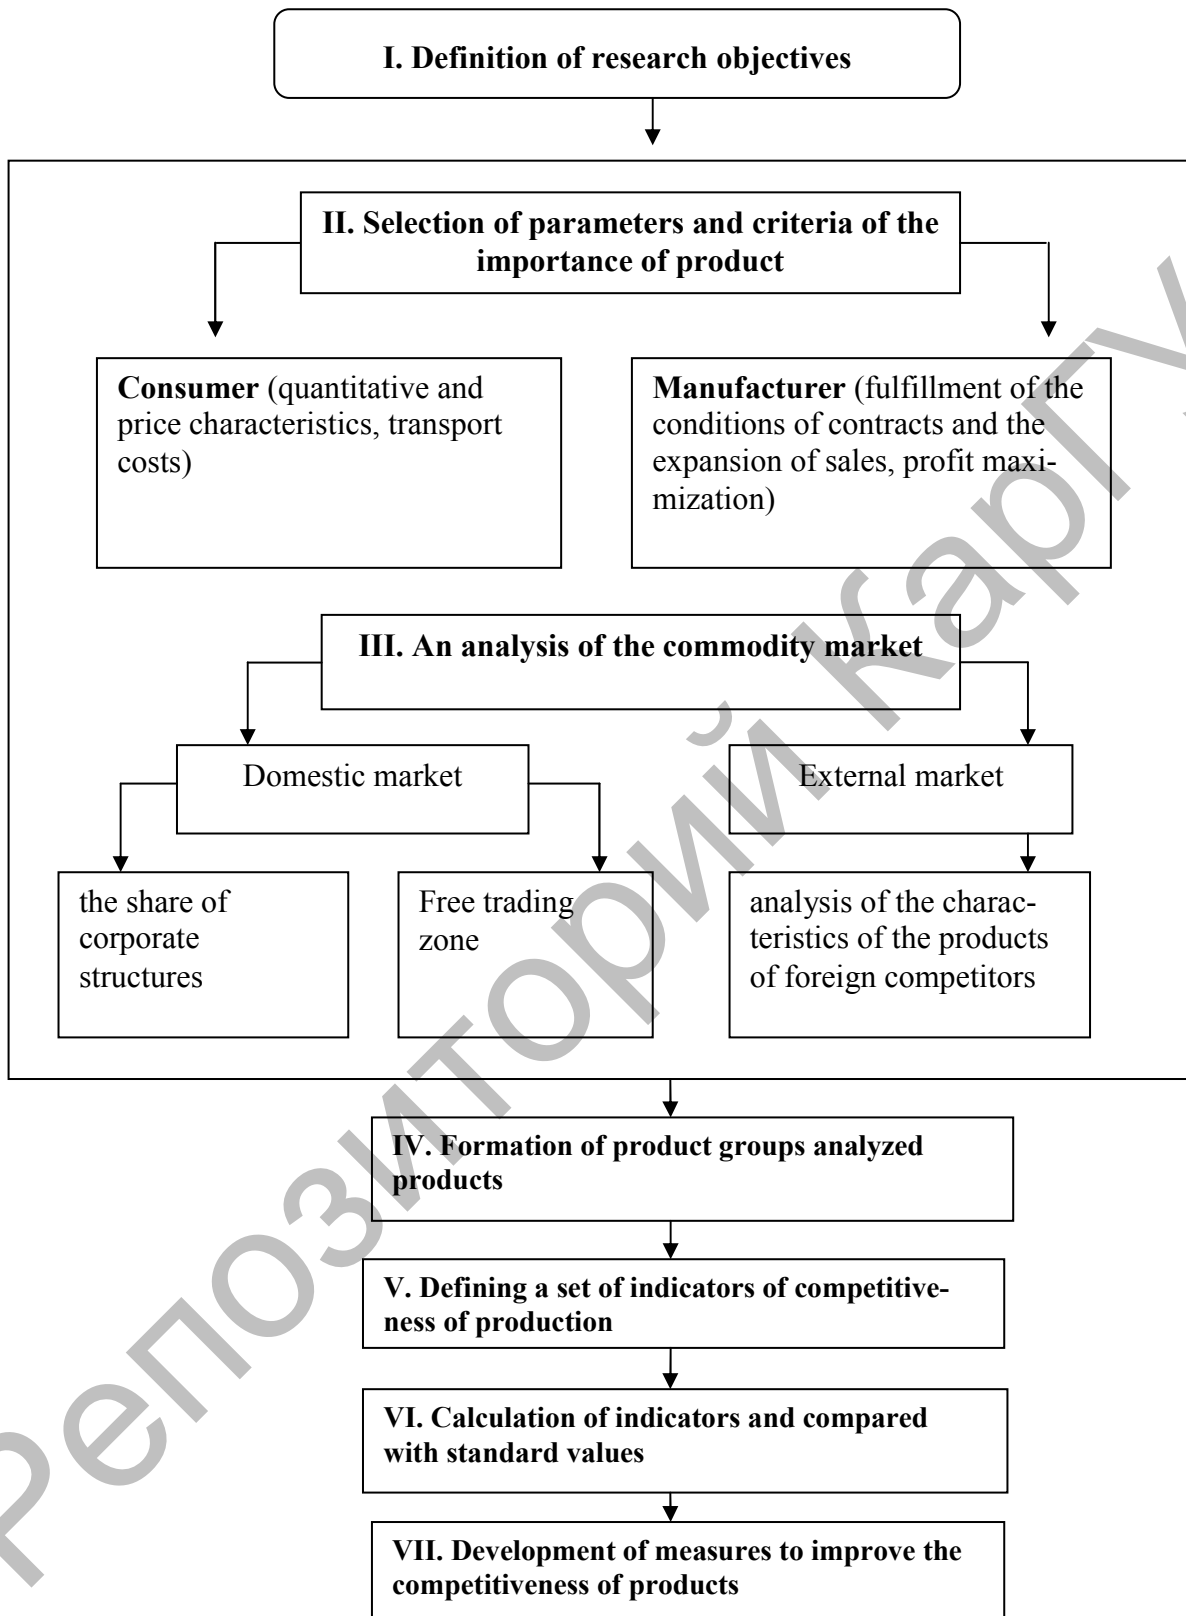 I. Definition of research objectives
II. Selection of parameters and criteria of the
importance of product
Consumer (quantitative and
price characteristics, transport
costs)
Manufacturer (fulfillment of the
conditions of contracts and the
expansion of sales, profit maxi-
mization)
III. An analysis of the commodity market
Domestic market
External market
the share of
corporate
structures
Free trading
zone
analysis of the charac-
teristics of the products
of foreign competitors
IV. Formation of product groups analyzed
products
V. Defining a set of indicators of competitive-
ness of production
VI. Calculation of indicators and compared
with standard values
VII. Development of measures to improve the
competitiveness of products
Репозиторий КарГУ